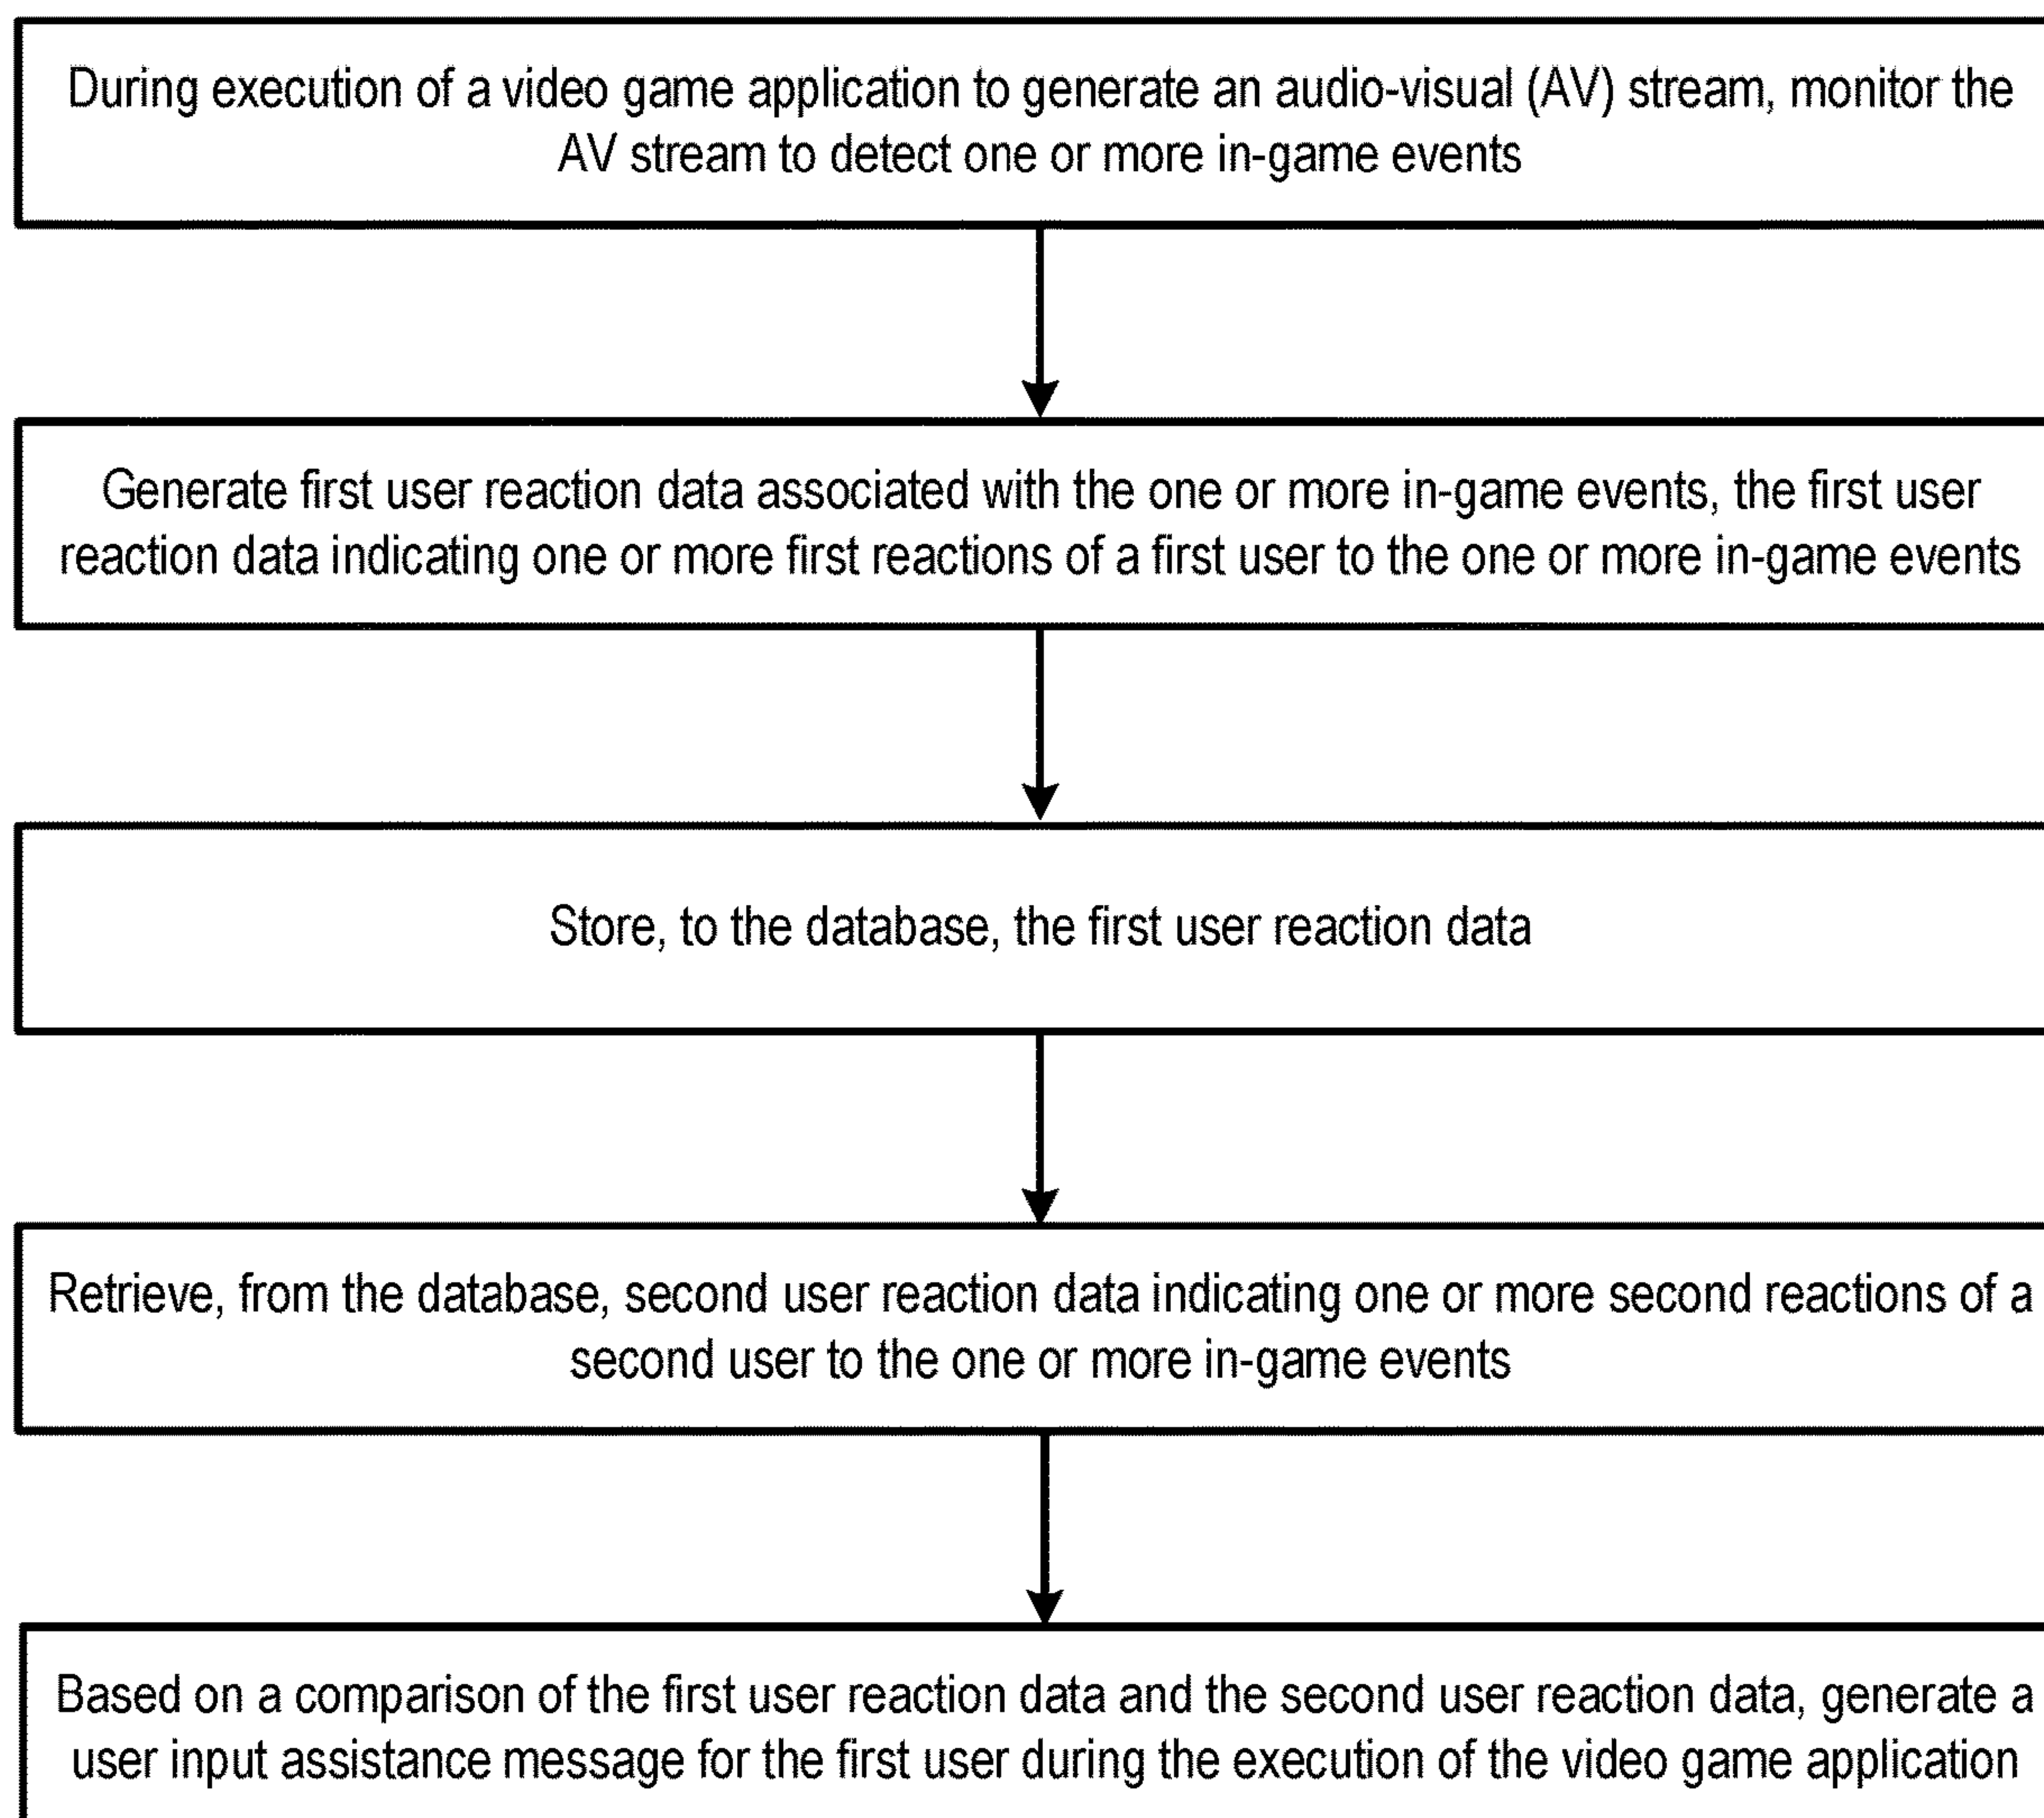 During execution of a video game application to generate an audio-visual (AV) stream, monitor the
AV stream to detect one or more in-game events
Generate first user reaction data associated with the one or more in-game events, the first user
reaction data indicating one or more first reactions of a first user to the one or more in-game events
Store, to the database, the first user reaction data
Retrieve, from the database, second user reaction data indicating one or more second reactions of a
second user to the one or more in-game events
Based on a comparison of the first user reaction data and the second user reaction data, generate a
user input assistance message for the first user during the execution of the video game application